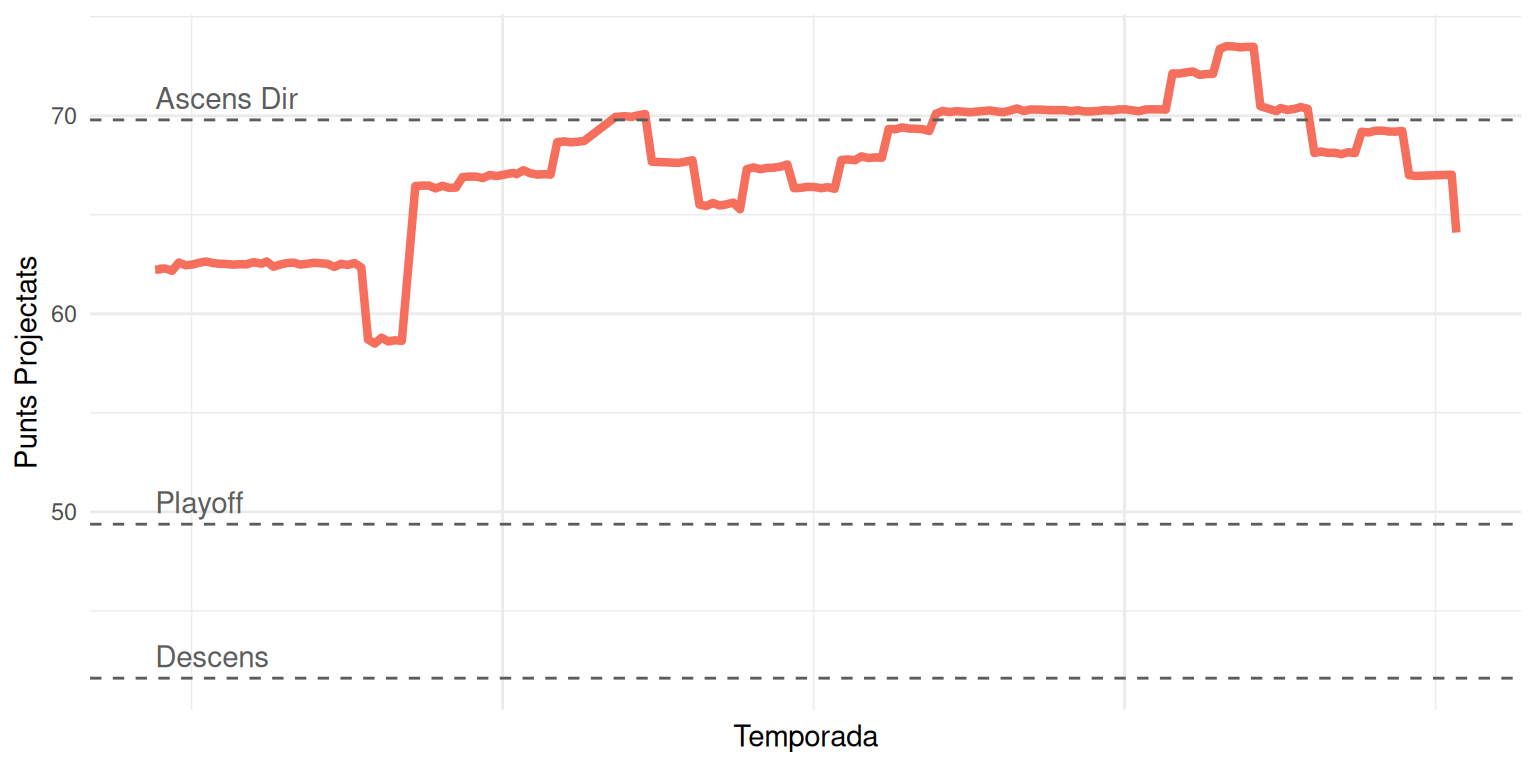 Ascens Dir
70
60
Punts Projectats
Playoff
50
Descens
Temporada